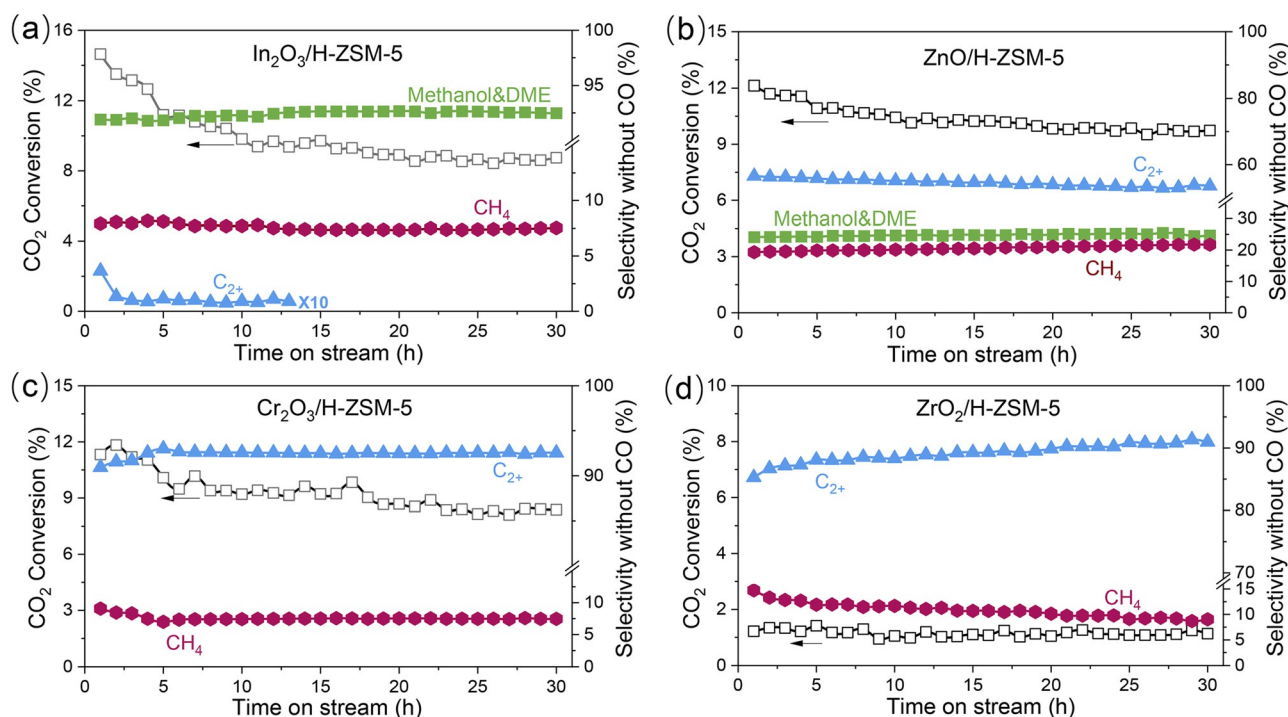 (a)
In₂O₃/H-ZSM-5
Methanol&DME
CH₄
C₂₊
X10
CO₂ Conversion (%)
16
12
8
4
0
100
95
10
5
0
Selectivity without CO (%)
0 5 10 15 20 25 30
Time on stream (h)
(b)
ZnO/H-ZSM-5
C₂₊
Methanol&DME
CH₄
CO₂ Conversion (%)
15
12
9
6
3
0
100
80
60
30
20
10
0
Selectivity without CO (%)
0 5 10 15 20 25 30
Time on stream (h)
(c)
Cr₂O₃/H-ZSM-5
C₂₊
CH₄
CO₂ Conversion (%)
15
12
9
6
3
0
100
90
10
0
Selectivity without CO (%)
0 5 10 15 20 25 30
Time on stream (h)
(d)
ZrO₂/H-ZSM-5
C₂₊
CH₄
CO₂ Conversion (%)
10
8
6
4
2
0
100
90
80
70
15
10
5
0
Selectivity without CO (%)
0 5 10 15 20 25 30
Time on stream (h)